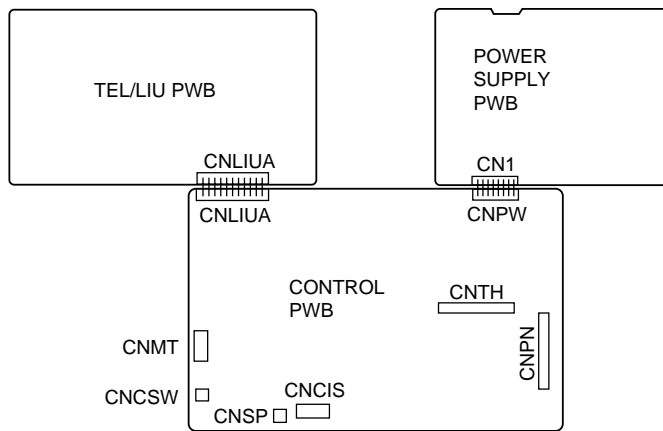 TEL/LIU PWB
POWER
SUPPLY
PWB
CNLIUA
CN1
CNLIUA
CNPW
CONTROL
PWB
CNTH
CNMT
CNPN
CNCSW
CNCIS
CNSP